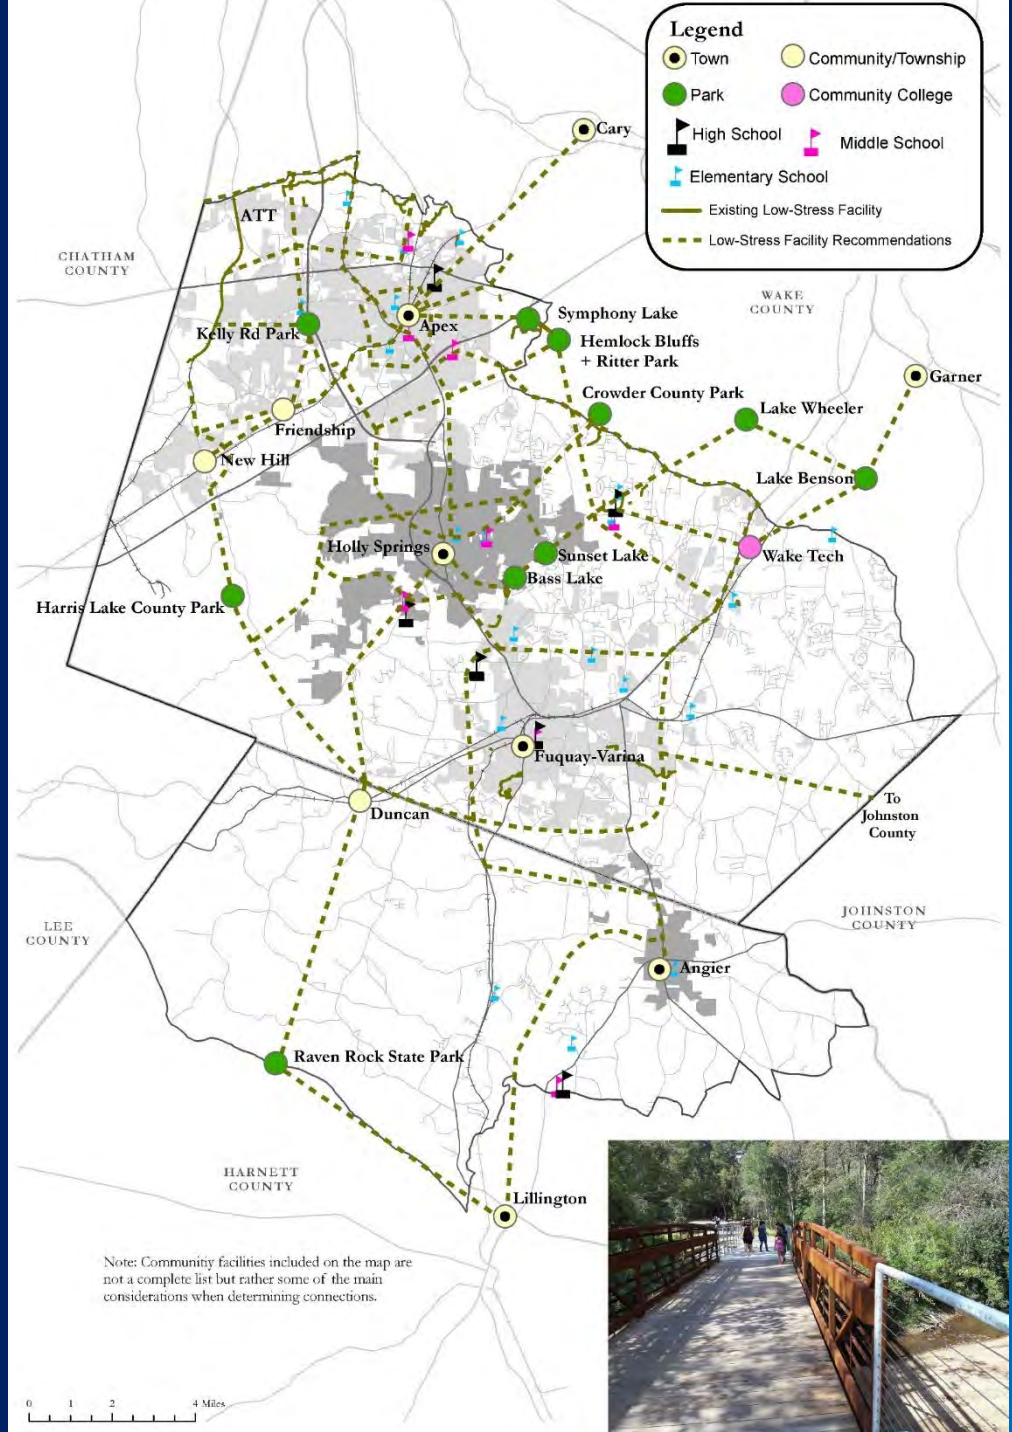 Legend
Town
Community/Township
Park
Community College
High School
Middle School
Elementary School
Existing Low-Stress Facility
Low-Stress Facility Recommendations
Cary
ATT
CHATHAM
COUNTY
WAKE
COUNTY
Symphony Lake
Apex
Kelly Rd Park
Hemlock Bluffs
+ Ritter Park
Garner
Crowder County Park
Lake Wheeler
Friendship
New Hill
Lake Benson
Holly Springs
Sunset Lake
Wake Tech
Bass Lake
Harris Lake County Park
Fuquay-Varina
To
Johnston
County
Duncan
LEE
COUNTY
JOHNSTON
COUNTY
Angier
Raven Rock State Park
HARNETT
COUNTY
Lillington
Note: Communitiy facilities included on the map are
not a complete list but rather some of the main
considerations when determining connections.
0 1 2 4 Miles